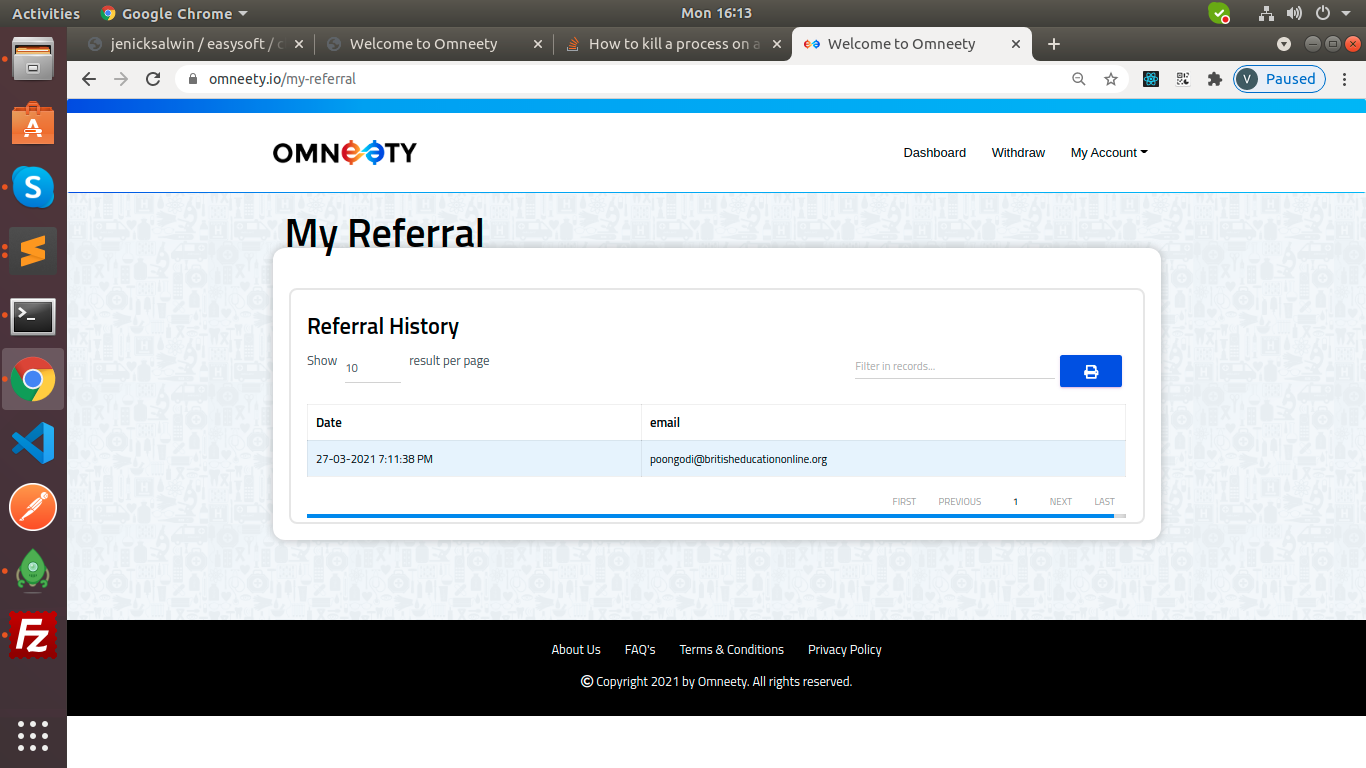 Activities Google Chrome Mon 16:13
jenicksalwin / easysoft / c Welcome to Omneety How to kill a process on a Welcome to Omneety
omneety.io/my-referral V Paused
OMNEETY
Dashboard Withdraw My Account
My Referral
Referral History
Show 10 result per page Filter in records...
Date email
27-03-2021 7:11:38 PM poongodi@britisheducationonline.org
FIRST PREVIOUS 1 NEXT LAST
About Us FAQ's Terms & Conditions Privacy Policy
© Copyright 2021 by Omneety. All rights reserved.